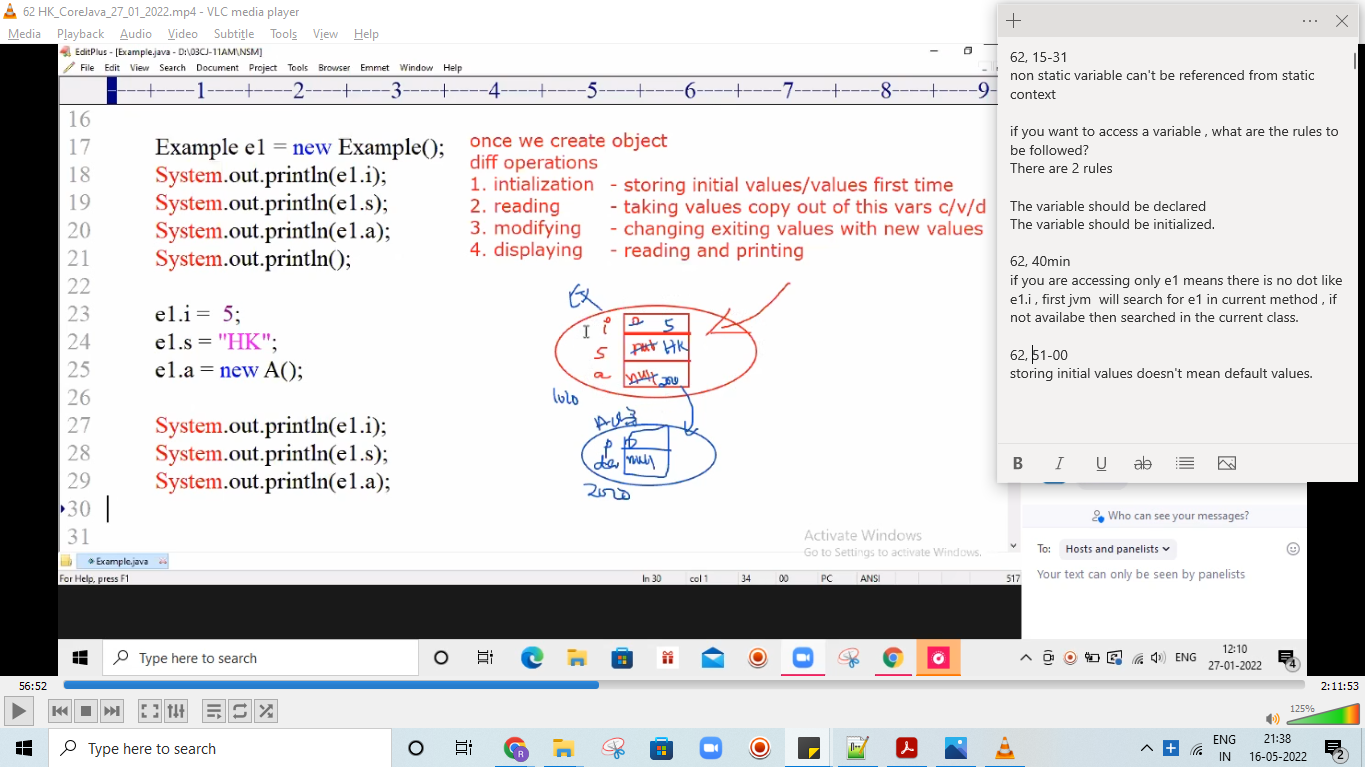 62 HK_CoreJava_27_01_2022.mp4 - VLC media player
Media Playback Audio Video Subtitle Tools View Help
EditPlus - [Example.java - D:\03CJ-11AM\NSM]
File Edit View Search Document Project Tools Browser Emmet Window Help
----+----1----+----2----+----3----+----4----+----5----+----6----+----7----+----8----+----9-
16
17 Example e1 = new Example();
18 System.out.println(e1.i);
19 System.out.println(e1.s);
20 System.out.println(e1.a);
21 System.out.println();
22
23 e1.i = 5;
24 e1.s = "HK";
25 e1.a = new A();
26
27 System.out.println(e1.i);
28 System.out.println(e1.s);
29 System.out.println(e1.a);
30
31
once we create object
diff operations
1. intialization - storing initial values/values first time
2. reading - taking values copy out of this vars c/v/d
3. modifying - changing exiting values with new values
4. displaying - reading and printing
Ex
i 5
s HK
a
1010
2020
Activate Windows
Go to Settings to activate Windows.
Example.java
For Help, press F1 ln 30 col 1 34 00 PC ANSI 517
62, 15-31
non static variable can't be referenced from static
context
if you want to access a variable , what are the rules to
be followed?
There are 2 rules
The variable should be declared
The variable should be initialized.
62, 40min
if you are accessing only e1 means there is no dot like
e1.i , first jvm will search for e1 in current method , if
not availabe then searched in the current class.
62, 51-00
storing initial values doesn't mean default values.
B I U ab
Who can see your messages?
To: Hosts and panelists
Your text can only be seen by panelists
Type here to search
ENG
12:10
27-01-2022
4
56:52
2:11:53
125%
Type here to search
ENG
IN
21:38
16-05-2022
2